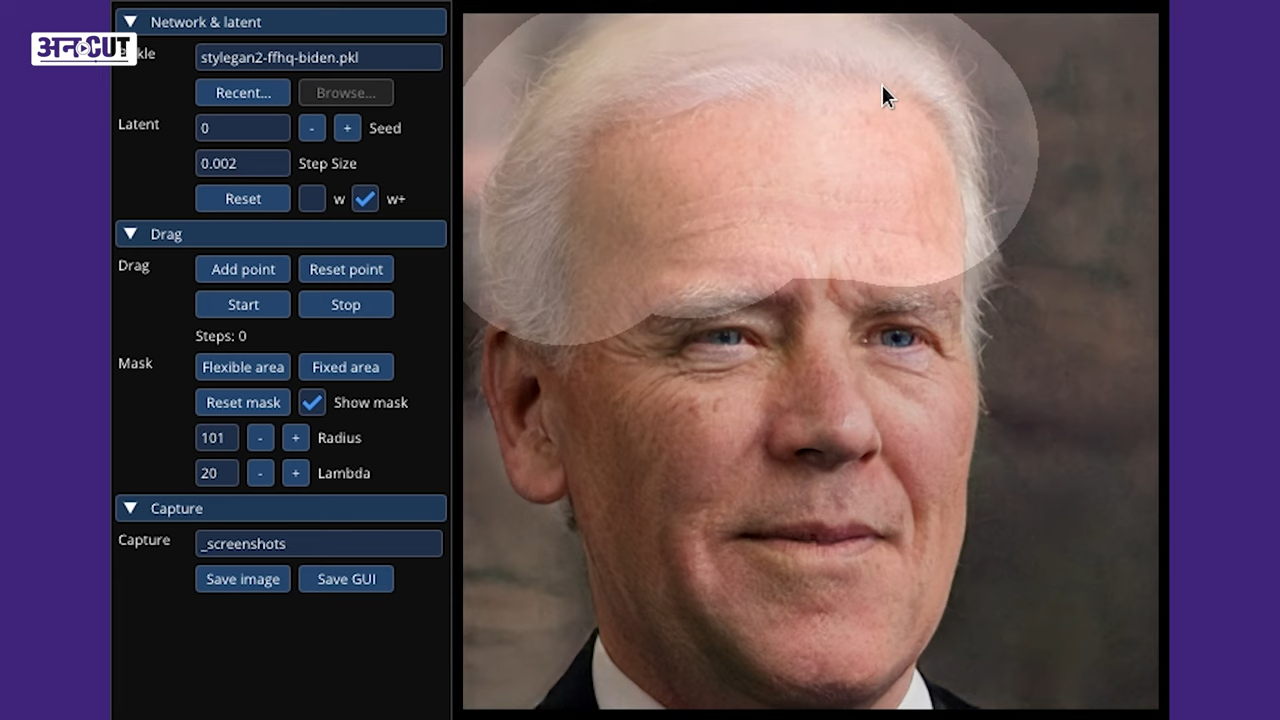 Network & latent
अनCUT
kle
stylegan2-ffhq-biden.pkl
Recent...
Browse...
Latent
0
-
+
Seed
0.002
Step Size
Reset
w
w+
Drag
Drag
Add point
Reset point
Start
Stop
Steps: 0
Mask
Flexible area
Fixed area
Reset mask
Show mask
101
-
+
Radius
20
-
+
Lambda
Capture
Capture
_screenshots
Save image
Save GUI